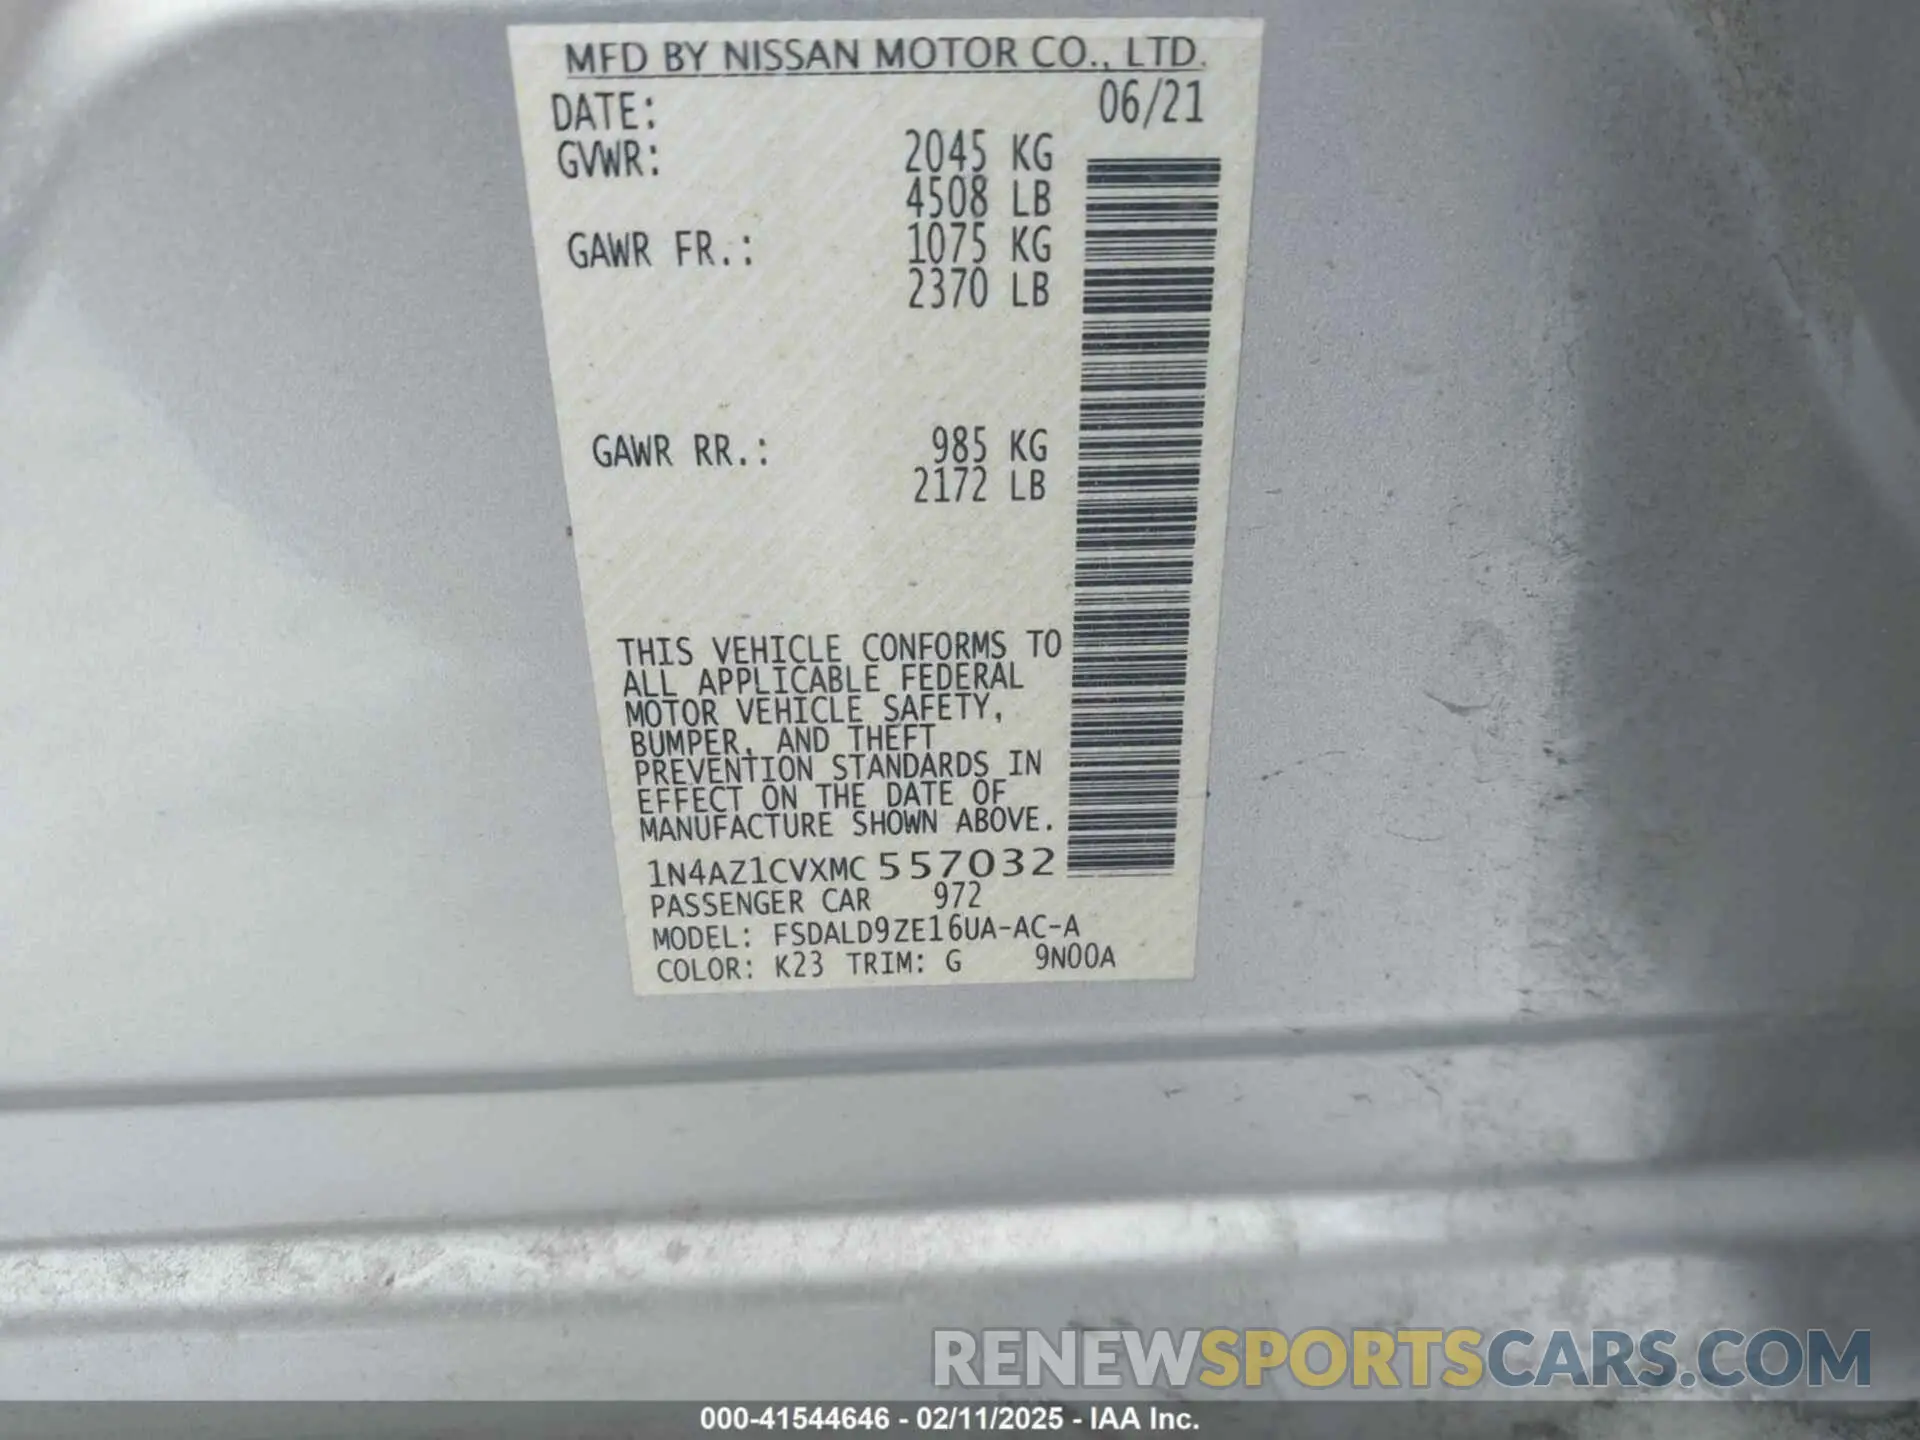 MFD BY NISSAN MOTOR CO., LTD.
DATE: 06/21
GVWR: 2045 KG
4508 LB
GAWR FR.: 1075 KG
2370 LB
GAWR RR.: 985 KG
2172 LB
THIS VEHICLE CONFORMS TO
ALL APPLICABLE FEDERAL
MOTOR VEHICLE SAFETY,
BUMPER, AND THEFT
PREVENTION STANDARDS IN
EFFECT ON THE DATE OF
MANUFACTURE SHOWN ABOVE.
1N4AZ1CVXMC 557032
PASSENGER CAR 972
MODEL: FSDALD9ZE16UA-AC-A
COLOR: K23 TRIM: G 9N00A
RENEWSPORTSCARS.COM
000-41544646 - 02/11/2025 - IAA Inc.